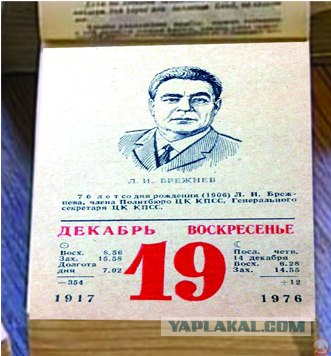 Л. И. БРЕЖНЕВ
70 лет со дня рождения (1906) Л. И. Бреж-
нева, члена Политбюро ЦК КПСС, Генерального
секретаря ЦК КПСС.
ДЕКАБРЬ ВОСКРЕСЕНЬЕ
Восх. 8.56
Зах. 15.58
Долгота
дня 7.02
19
Посл. четв.
14 декабря
Восх. 6.28
Зах. 14.55
—354 +12
1917 1976
YAPLAKAL.COM